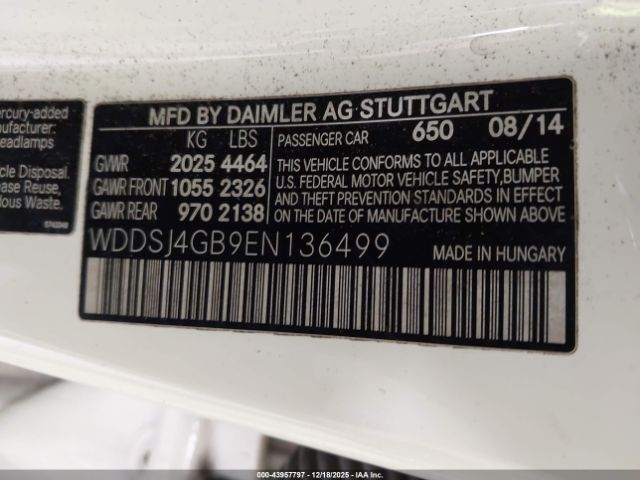 ercury-added
manufacturer:
eadlamps
cle Disposal.
ease Reuse,
dous Waste.
MFD BY DAIMLER AG STUTTGART
KG LBS PASSENGER CAR 650 08/14
GVWR 2025 4464
GAWR FRONT 1055 2326
GAWR REAR 970 2138
THIS VEHICLE CONFORMS TO ALL APPLICABLE
U.S. FEDERAL MOTOR VEHICLE SAFETY, BUMPER
AND THEFT PREVENTION STANDARDS IN EFFECT
ON THE DATE OF MANUFACTURE SHOWN ABOVE.
WDDSJ4GB9EN136499 MADE IN HUNGARY
000-43957797 - 12/18/2025 - IAA Inc.